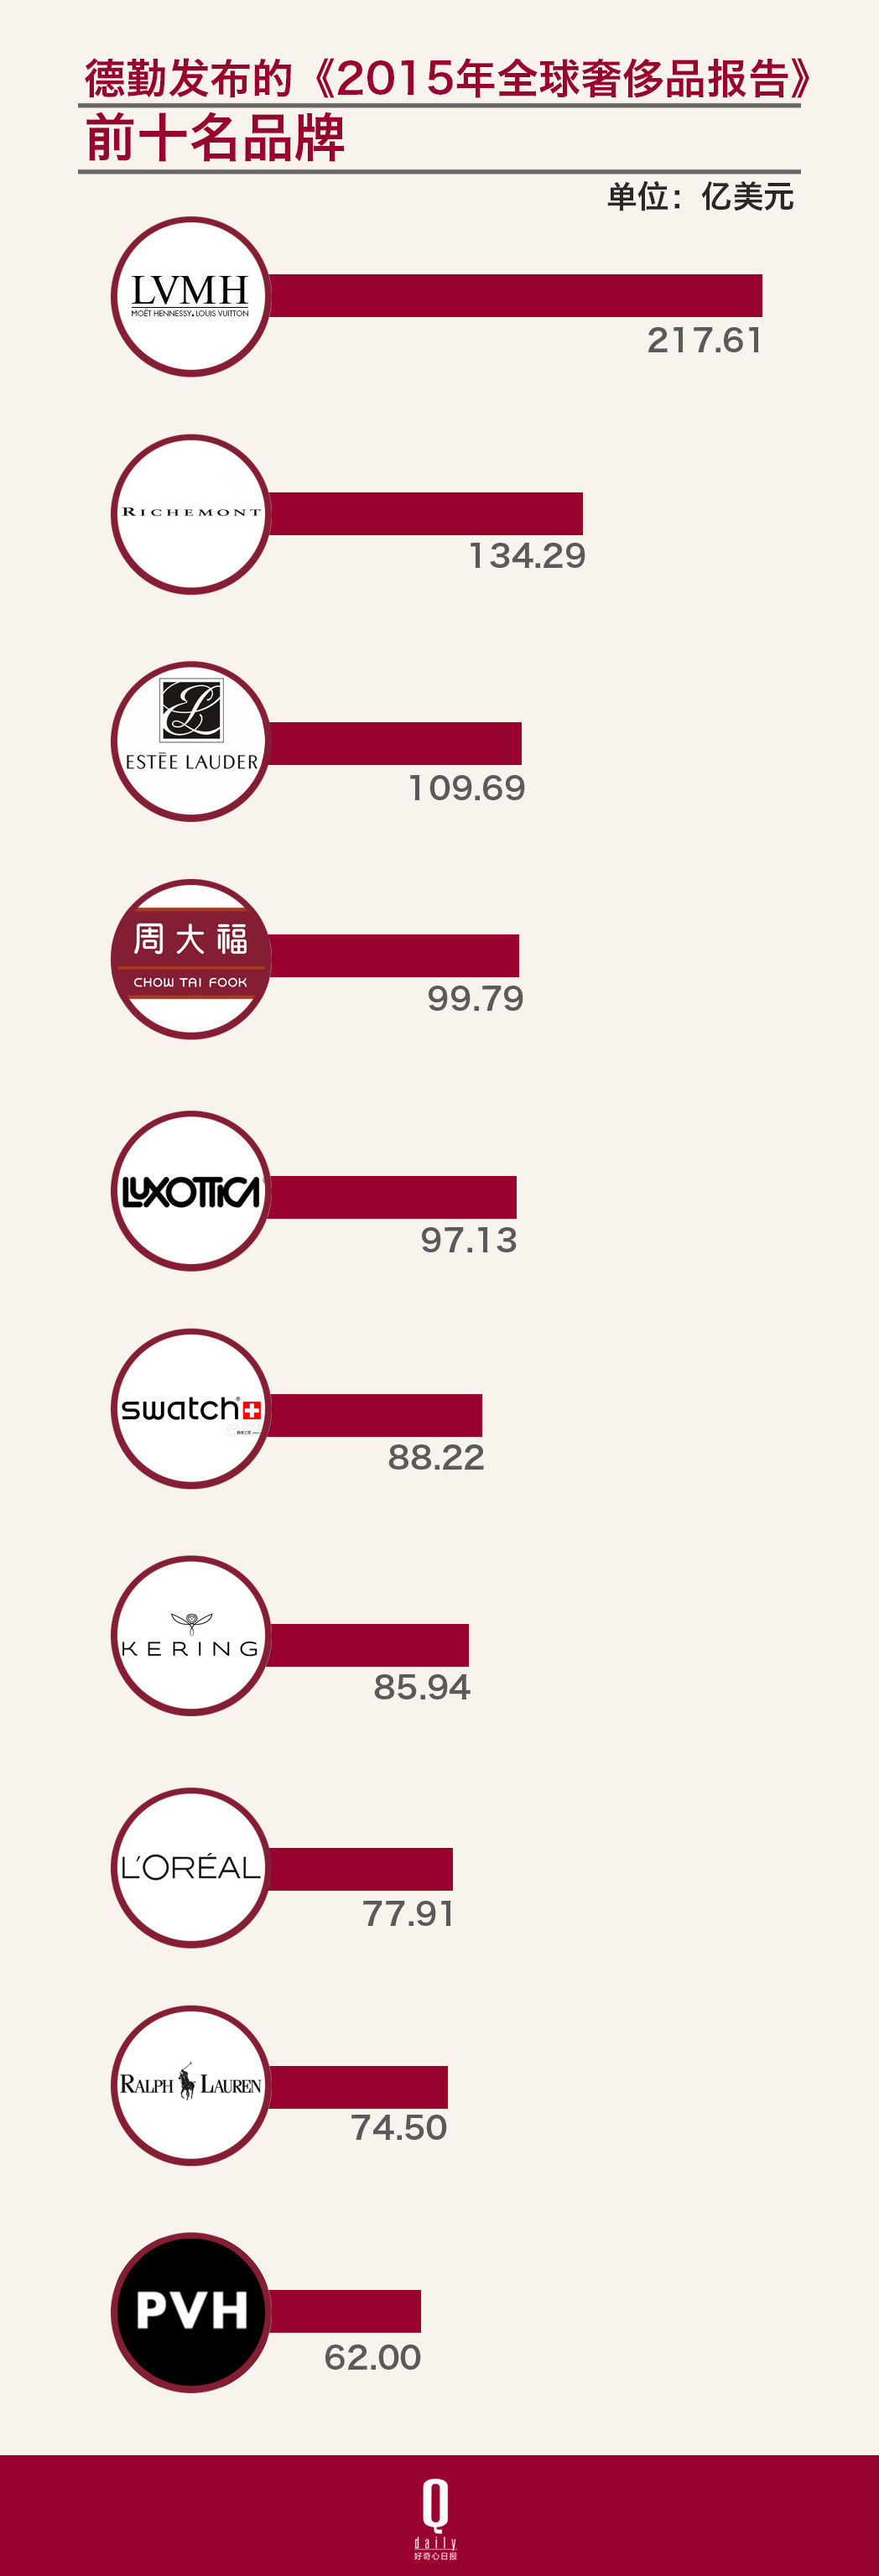 德勤发布的《2015年全球奢侈品报告》
前十名品牌
单位：亿美元
LVMH
MOËT HENNESSY▪LOUIS VUITTON
217.61
RICHEMONT
134.29
ESTĒE LAUDER
109.69
周大福
CHOW TAI FOOK
99.79
LUXOTTICA
97.13
swatch®
88.22
KERING
85.94
L'ORÉAL
77.91
RALPH LAUREN
74.50
PVH
62.00
Q
daily
好奇心日报